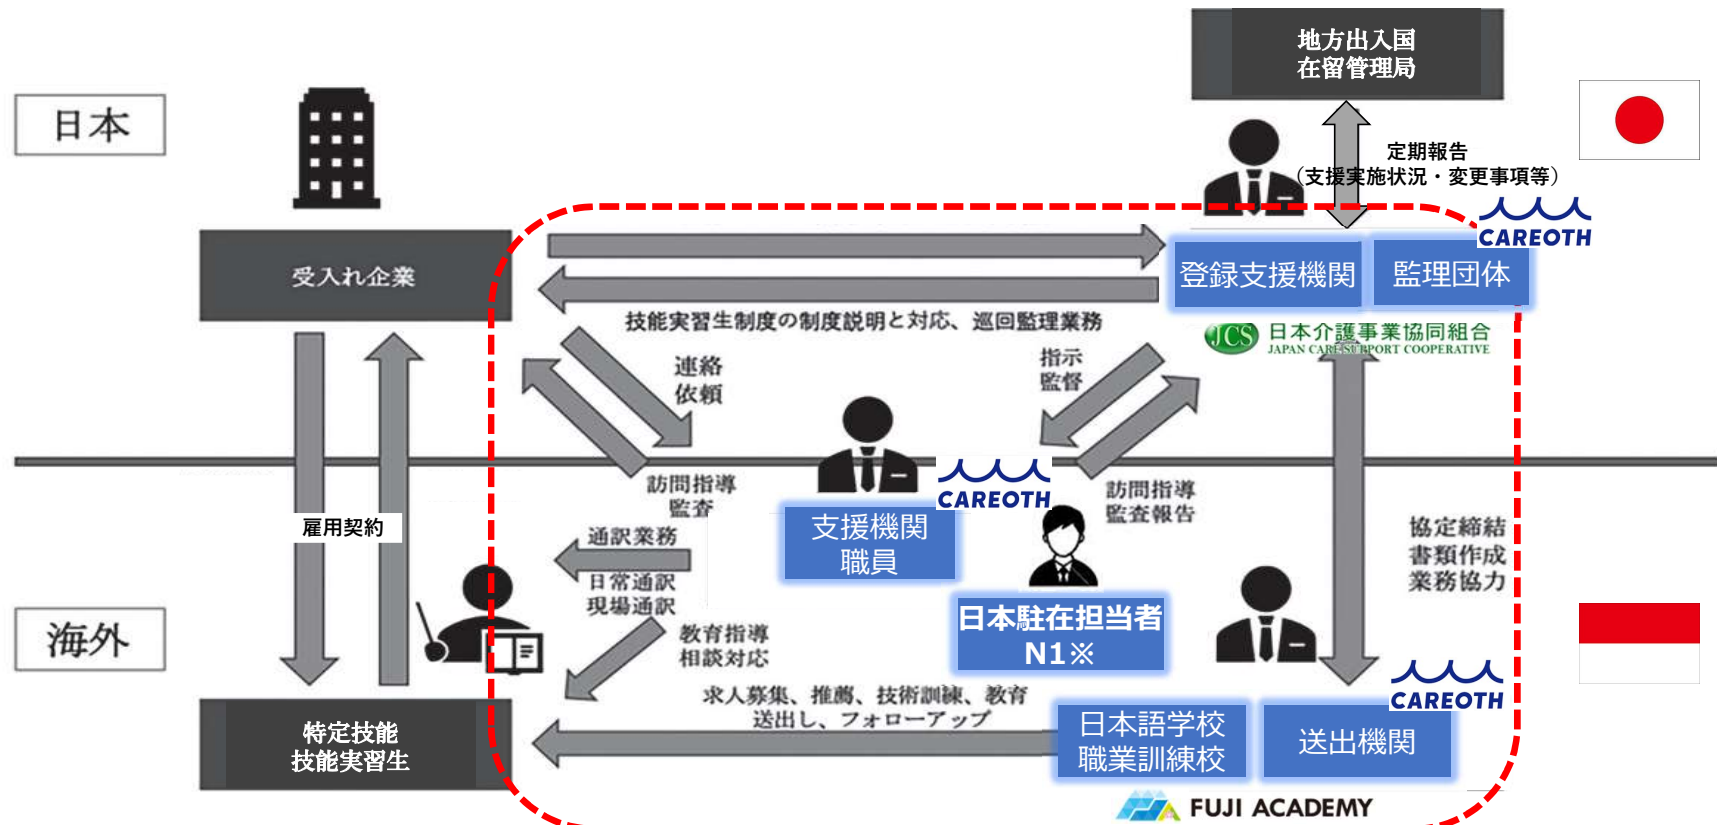 地方出入国
在留管理局
日本
定期報告
（支援実施状況・変更事項等）
CAREOTH
受入れ企業
登録支援機関
監理団体
技能実習生制度の制度説明と対応、巡回監理業務
JCS 日本介護事業協同組合
JAPAN CARE SUPPORT COOPERATIVE
連絡
依頼
指示
監督
訪問指導
監査
CAREOTH
訪問指導
監査報告
雇用契約
通訳業務
支援機関
職員
協定締結
書類作成
業務協力
日常通訳
現場通訳
海外
日本駐在担当者
N1※
教育指導
相談対応
CAREOTH
求人募集、推薦、技術訓練、教育
送出し、フォローアップ
特定技能
技能実習生
日本語学校
職業訓練校
送出機関
FUJI ACADEMY